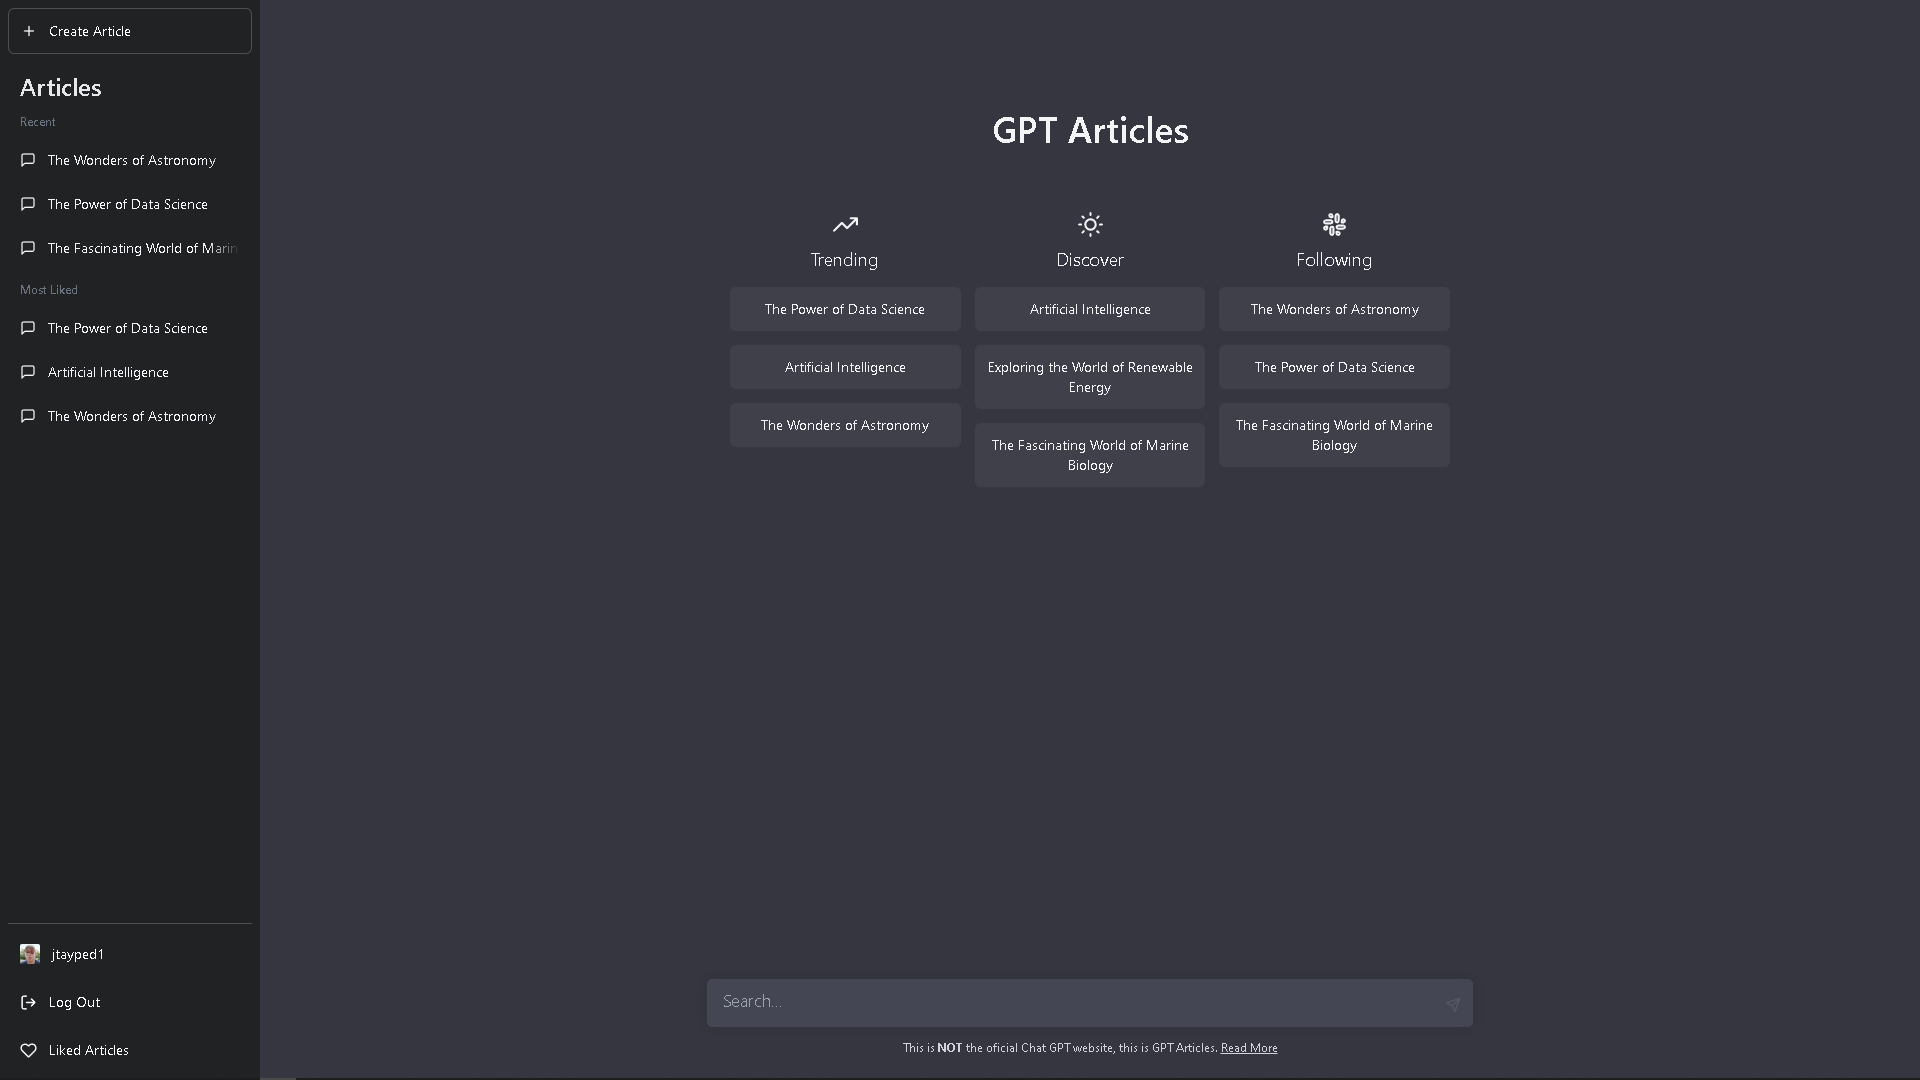 Create Article
Articles
Recent
The Wonders of Astronomy
The Power of Data Science
The Fascinating World of Marin
Most Liked
The Power of Data Science
Artificial Intelligence
The Wonders of Astronomy
jtayped1
Log Out
Liked Articles
GPT Articles
Trending
The Power of Data Science
Artificial Intelligence
The Wonders of Astronomy
Discover
Artificial Intelligence
Exploring the World of Renewable
Energy
The Fascinating World of Marine
Biology
Following
The Wonders of Astronomy
The Power of Data Science
The Fascinating World of Marine
Biology
Search...
This is NOT the oficial Chat GPT website, this is GPT Articles. Read More